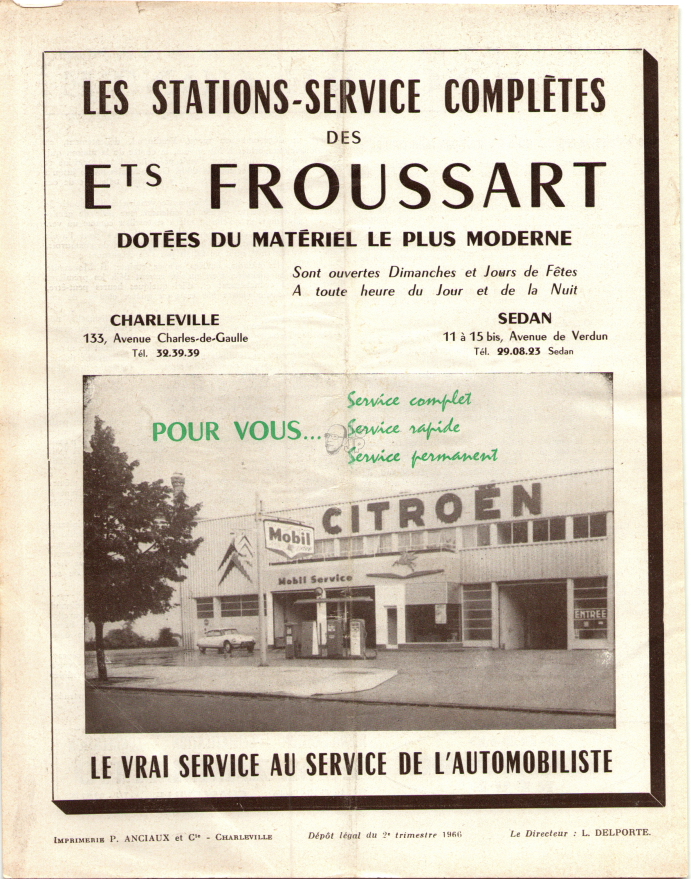 LES STATIONS-SERVICE COMPLÈTES
DES
ETS FROUSSART
DOTÉES DU MATÉRIEL LE PLUS MODERNE
Sont ouvertes Dimanches et Jours de Fêtes
A toute heure du Jour et de la Nuit
CHARLEVILLE
133, Avenue Charles-de-Gaulle
Tél. 32.39.39
SEDAN
11 à 15 bis, Avenue de Verdun
Tél. 29.08.23 Sedan
POUR VOUS...
Service complet
Service rapide
Service permanent
CITROËN
Mobil
Mobil Service
ENTREE
LE VRAI SERVICE AU SERVICE DE L'AUTOMOBILISTE
IMPRIMERIE P. ANCIAUX et Cie - CHARLEVILLE
Dépôt légal du 2e trimestre 1966
Le Directeur : L. DELPORTE.